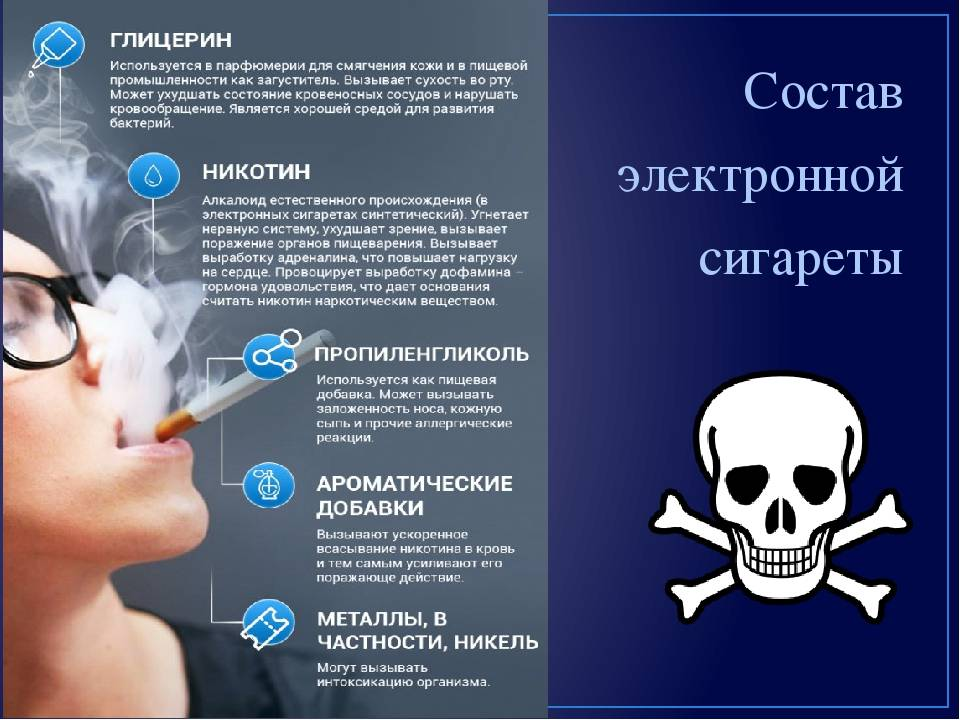 ГЛИЦЕРИН
Используется в парфюмерии для смягчения кожи и в пищевой
промышленности как загуститель. Вызывает сухость во рту.
Может ухудшать состояние кровеносных сосудов и нарушать
кровообращение. Является хорошей средой для развития
бактерий.
НИКОТИН
Алкалоид естественного происхождения (в
электронных сигаретах синтетический). Угнетает
нервную систему, ухудшает зрение, вызывает
поражение органов пищеварения. Вызывает
выработку адреналина, что повышает нагрузку
на сердце. Провоцирует выработку дофамина –
гормона удовольствия, что дает основания
считать никотин наркотическим веществом.
ПРОПИЛЕНГЛИКОЛЬ
Используется как пищевая
добавка. Может вызывать
заложенность носа, кожную
сыпь и прочие аллергические
реакции.
АРОМАТИЧЕСКИЕ
ДОБАВКИ
Вызывают ускоренное
всасывание никотина в кровь
и тем самым усиливают его
поражающе действие.
МЕТАЛЛЫ, В
ЧАСТНОСТИ, НИКЕЛЬ
Могут вызывать
интоксикацию организма.
Состав
электронной
сигареты